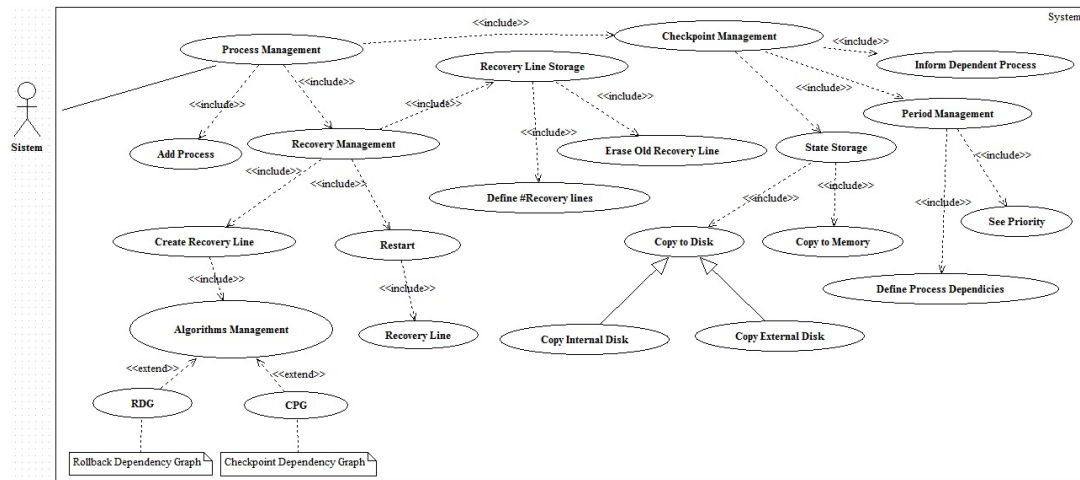 System
<<include>>
Process Management
Checkpoint Management
<<include>>
Recovery Line Storage
Inform Dependent Process
<<include>>
<<include>>
<<include>>
<<include>>
<<include>>
Period Management
Sistem
Add Process
Recovery Management
Erase Old Recovery Line
State Storage
<<include>>
<<include>>
<<include>>
<<include>>
Define #Recovery lines
<<include>>
<<include>>
See Priority
Create Recovery Line
Restart
Copy to Disk
Copy to Memory
<<include>>
<<include>>
Define Process Dependicies
Algorithms Management
Recovery Line
Copy Internal Disk
Copy External Disk
<<extend>>
<<extend>>
RDG
CPG
Rollback Dependency Graph
Checkpoint Dependency Graph